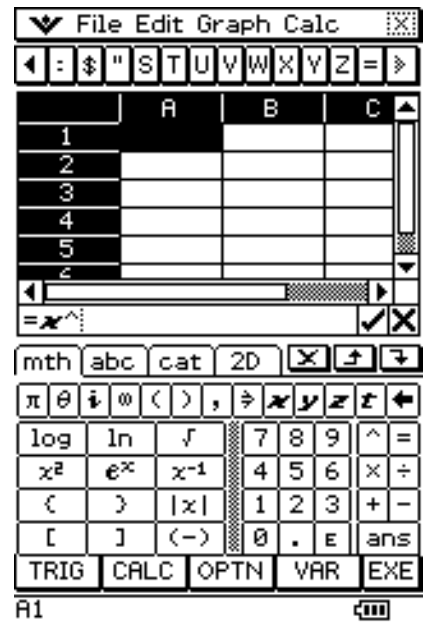 File Edit Graph Calc
: $ " S T U V W X Y Z = »
A B C
1
2
3
4
5
=x^
mth abc cat 2D
π θ i ∞ ( ) , ⇒ x y z t ←
log ln √ 7 8 9 ^ =
x² eˣ x⁻¹ 4 5 6 × ÷
{ } |x| 1 2 3 + −
[ ] (−) 0 . E ans
TRIG CALC OPTN VAR EXE
A1